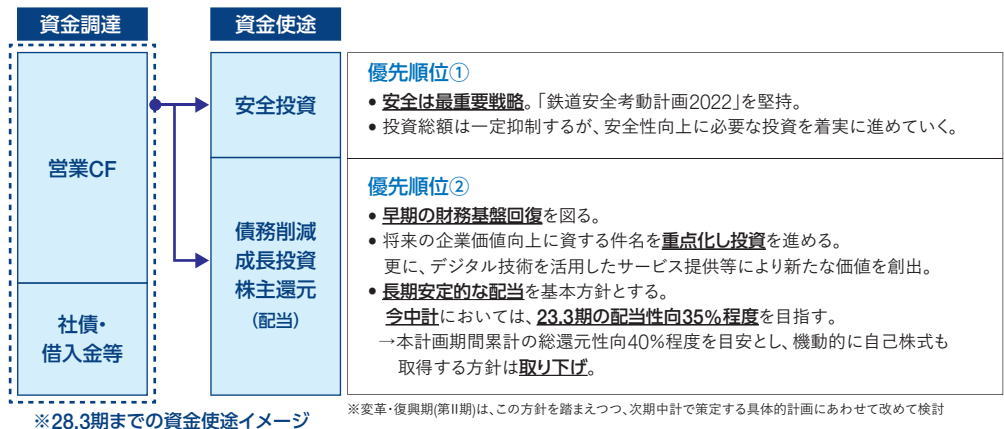 資金調達
資金使途
営業CF
社債・
借入金等
安全投資
債務削減
成長投資
株主還元
(配当)
優先順位①
• 安全は最重要戦略。「鉄道安全考動計画2022」を堅持。
• 投資総額は一定抑制するが、安全性向上に必要な投資を着実に進めていく。
優先順位②
• 早期の財務基盤回復を図る。
• 将来の企業価値向上に資する件名を重点化し投資を進める。
更に、デジタル技術を活用したサービス提供等により新たな価値を創出。
• 長期安定的な配当を基本方針とする。
今中計においては、23.3期の配当性向35%程度を目指す。
→本計画期間累計の総還元性向40%程度を目安とし、機動的に自己株式も
取得する方針は取り下げ。
※28.3期までの資金使途イメージ
※変革・復興期(第II期)は、この方針を踏まえつつ、次期中計で策定する具体的計画にあわせて改めて検討